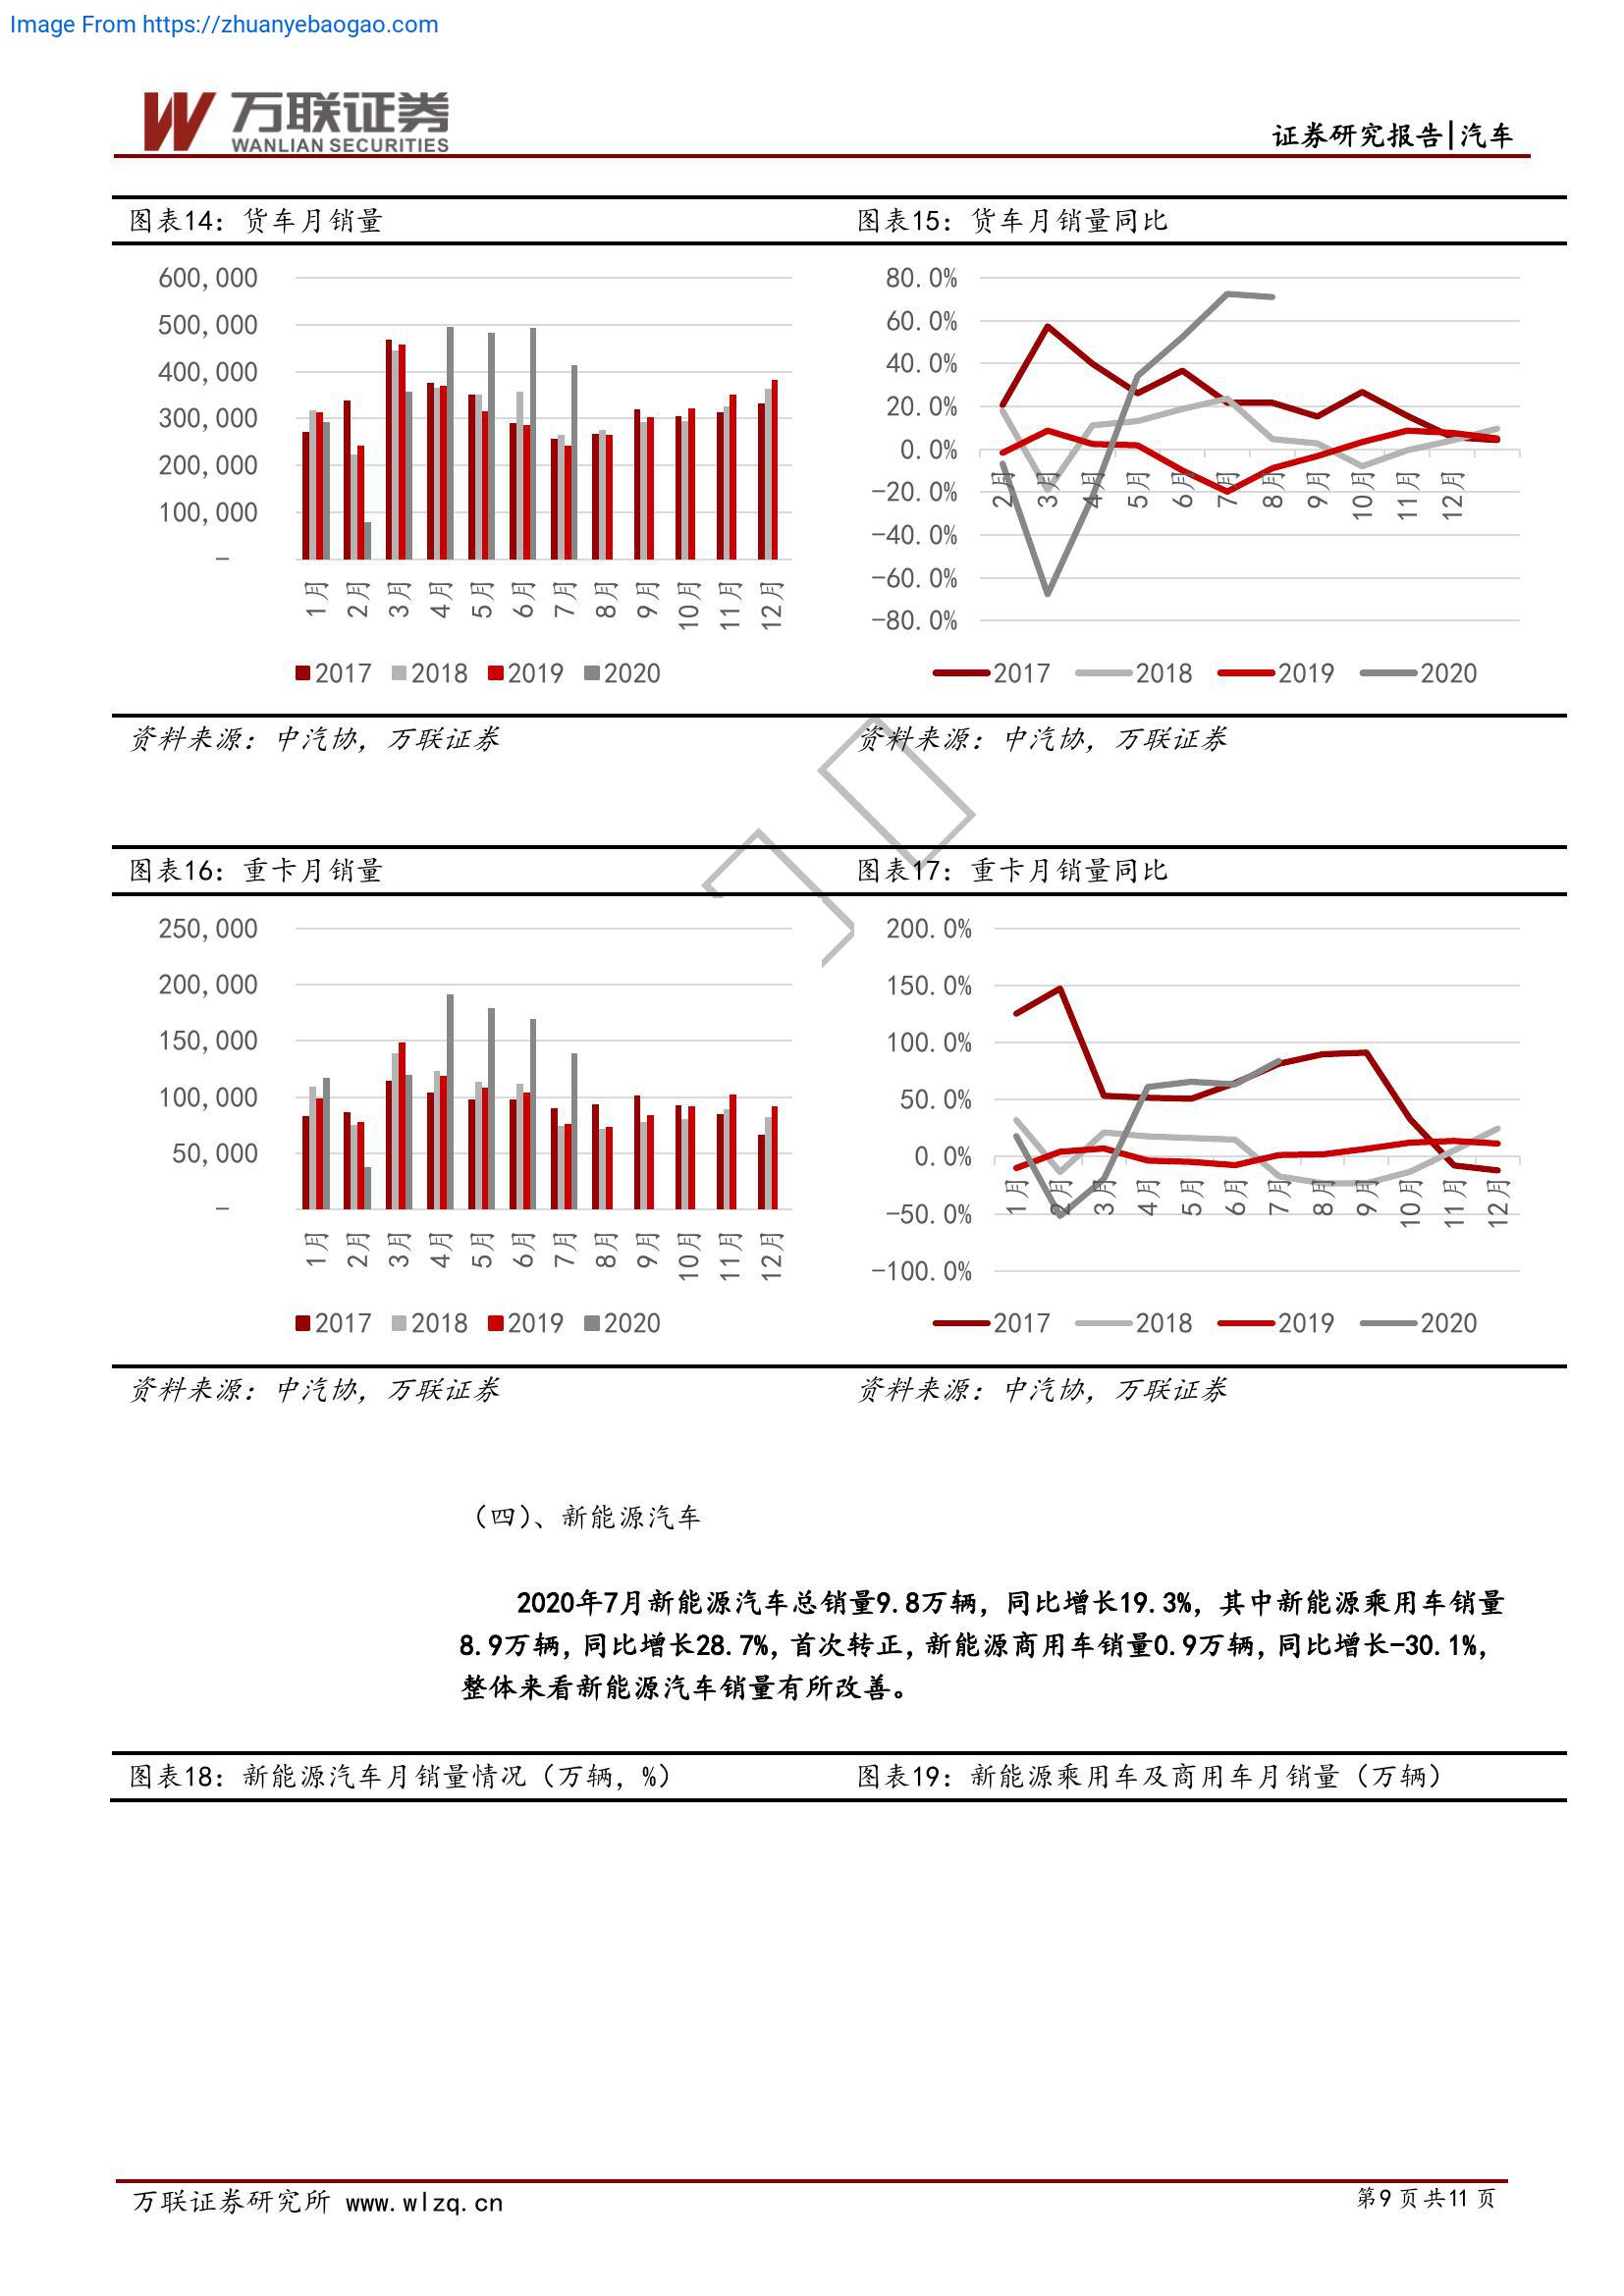 Image From https://zhuanyebaogao.com
万联证券
WANLIAN SECURITIES
证券研究报告|汽车
图表14：货车月销量
图表15：货车月销量同比
600,000
500,000
400,000
300,000
200,000
100,000
–
1月 2月 3月 4月 5月 6月 7月 8月 9月 10月 11月 12月
2017 2018 2019 2020
80.0%
60.0%
40.0%
20.0%
0.0%
-20.0%
-40.0%
-60.0%
-80.0%
2月 3月 4月 5月 6月 7月 8月 9月 10月 11月 12月
2017 2018 2019 2020
资料来源：中汽协，万联证券
资料来源：中汽协，万联证券
图表16：重卡月销量
图表17：重卡月销量同比
250,000
200,000
150,000
100,000
50,000
–
1月 2月 3月 4月 5月 6月 7月 8月 9月 10月 11月 12月
2017 2018 2019 2020
200.0%
150.0%
100.0%
50.0%
0.0%
-50.0%
-100.0%
1月 2月 3月 4月 5月 6月 7月 8月 9月 10月 11月 12月
2017 2018 2019 2020
资料来源：中汽协，万联证券
资料来源：中汽协，万联证券
（四）、新能源汽车
2020年7月新能源汽车总销量9.8万辆，同比增长19.3%，其中新能源乘用车销量
8.9万辆，同比增长28.7%，首次转正，新能源商用车销量0.9万辆，同比增长-30.1%，
整体来看新能源汽车销量有所改善。
图表18：新能源汽车月销量情况（万辆，%）
图表19：新能源乘用车及商用车月销量（万辆）
万联证券研究所 www.wlzq.cn
第9页共11页